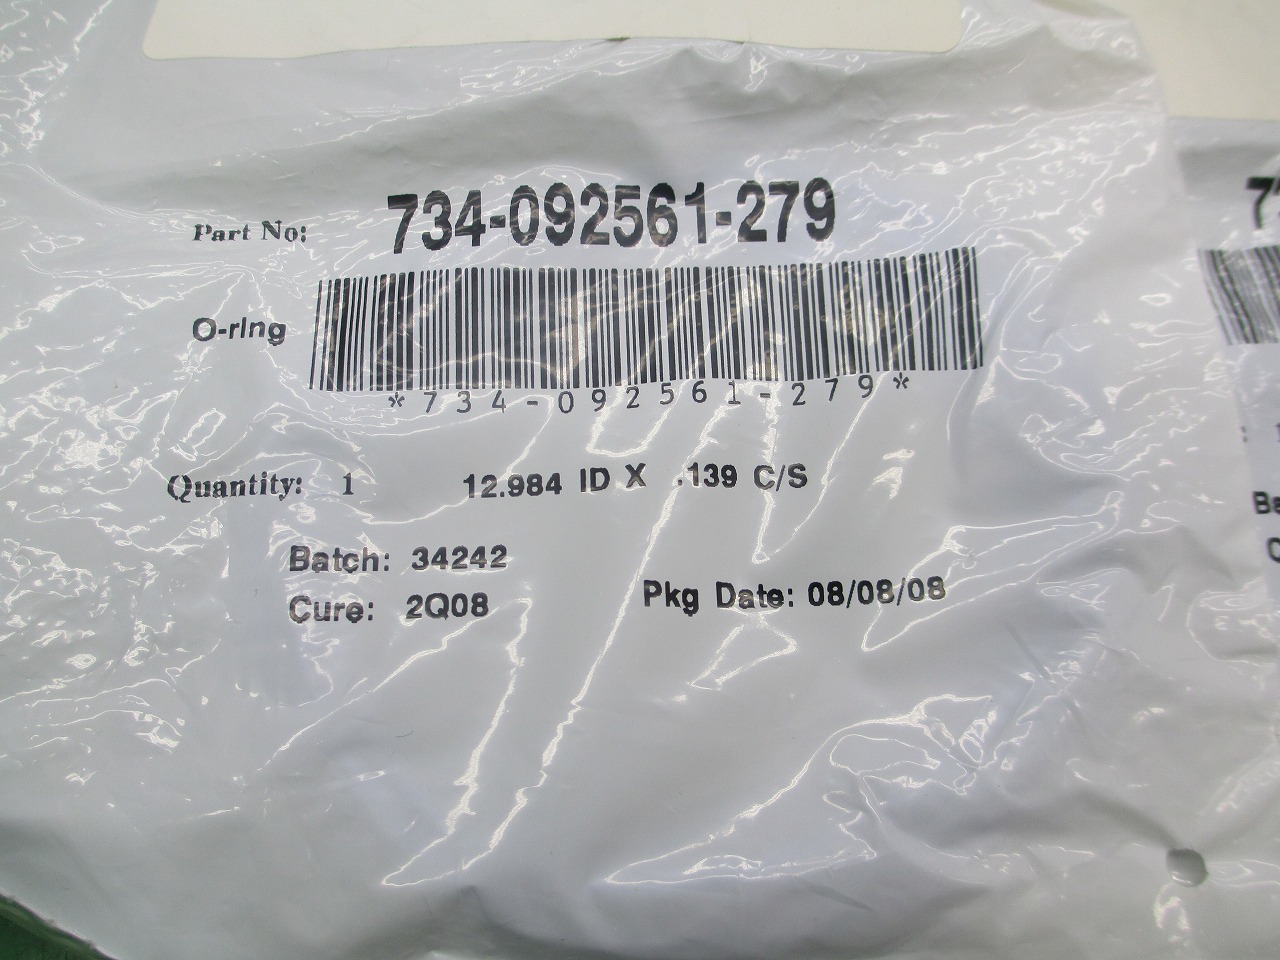 Part No: 734-092561-279
O-ring
*734-092561-279*
Quantity: 1 12.984 ID X .139 C/S
Batch: 34242
Cure: 2Q08
Pkg Date: 08/08/08